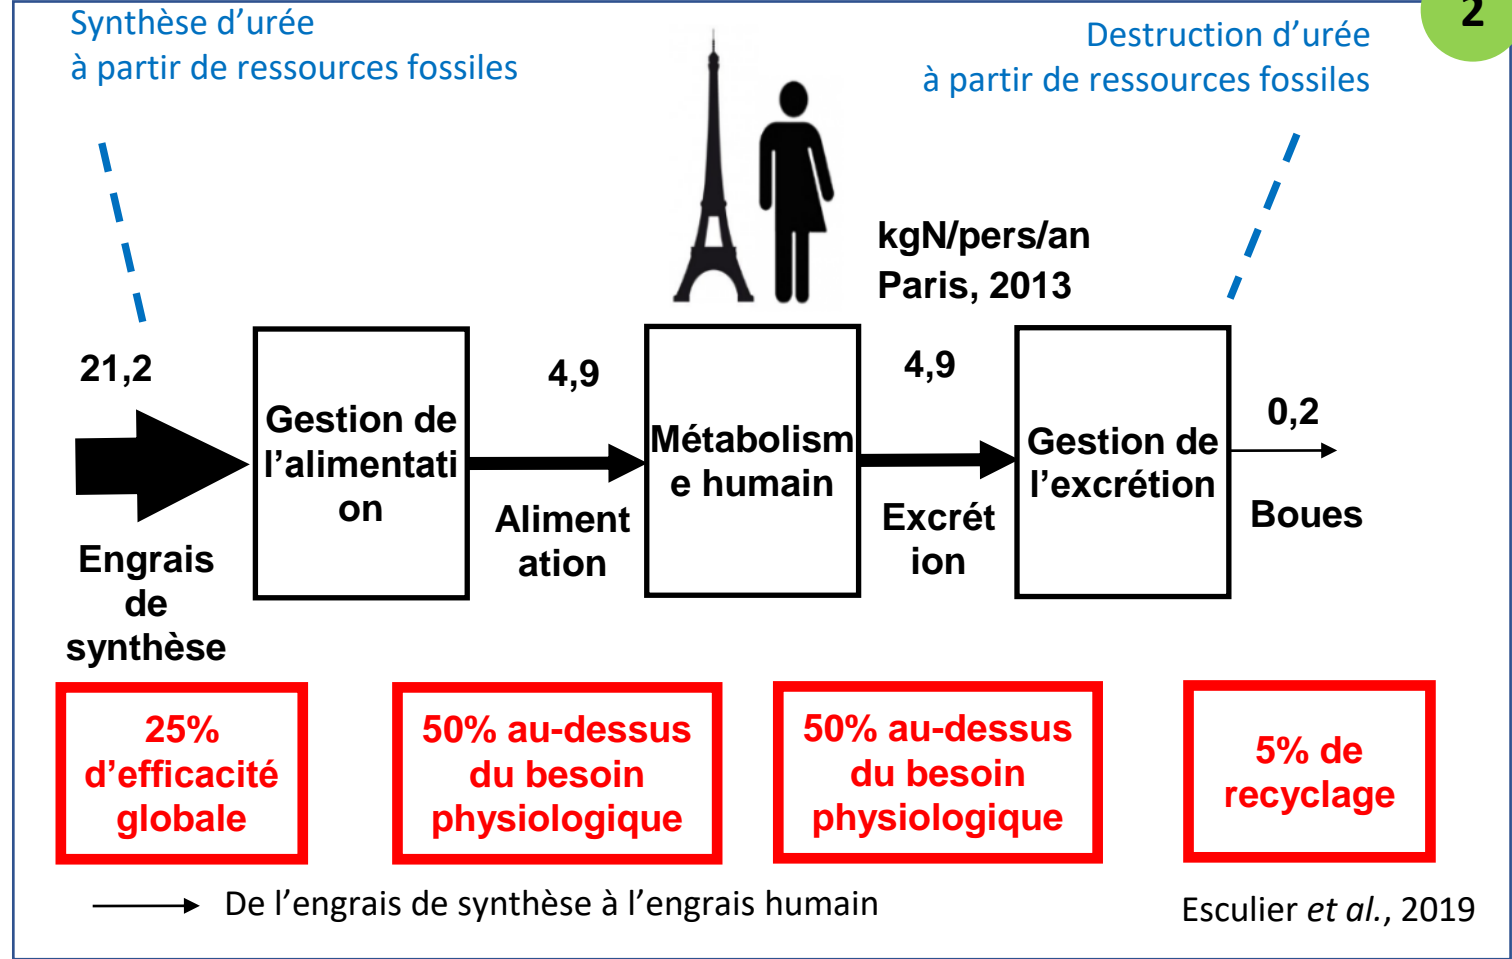 Synthèse d'urée
à partir de ressources fossiles
Destruction d'urée
à partir de ressources fossiles
2
kgN/pers/an
Paris, 2013
21,2
Engrais
de
synthèse
Gestion de
l'alimentati
on
4,9
Aliment
ation
Métabolism
e humain
4,9
Excrét
ion
Gestion de
l'excrétion
0,2
Boues
25%
d'efficacité
globale
50% au-dessus
du besoin
physiologique
50% au-dessus
du besoin
physiologique
5% de
recyclage
De l'engrais de synthèse à l'engrais humain
Esculier et al., 2019